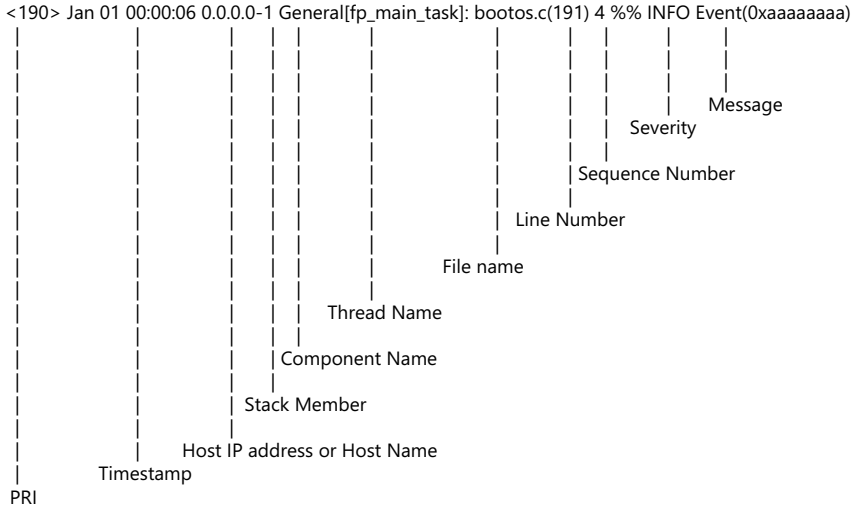 <190> Jan 01 00:00:06 0.0.0.0-1 General[fp_main_task]: bootos.c(191) 4 %% INFO Event(0xaaaaaaaa)
Message
Severity
Sequence Number
Line Number
File name
Thread Name
Component Name
Stack Member
Host IP address or Host Name
Timestamp
PRI